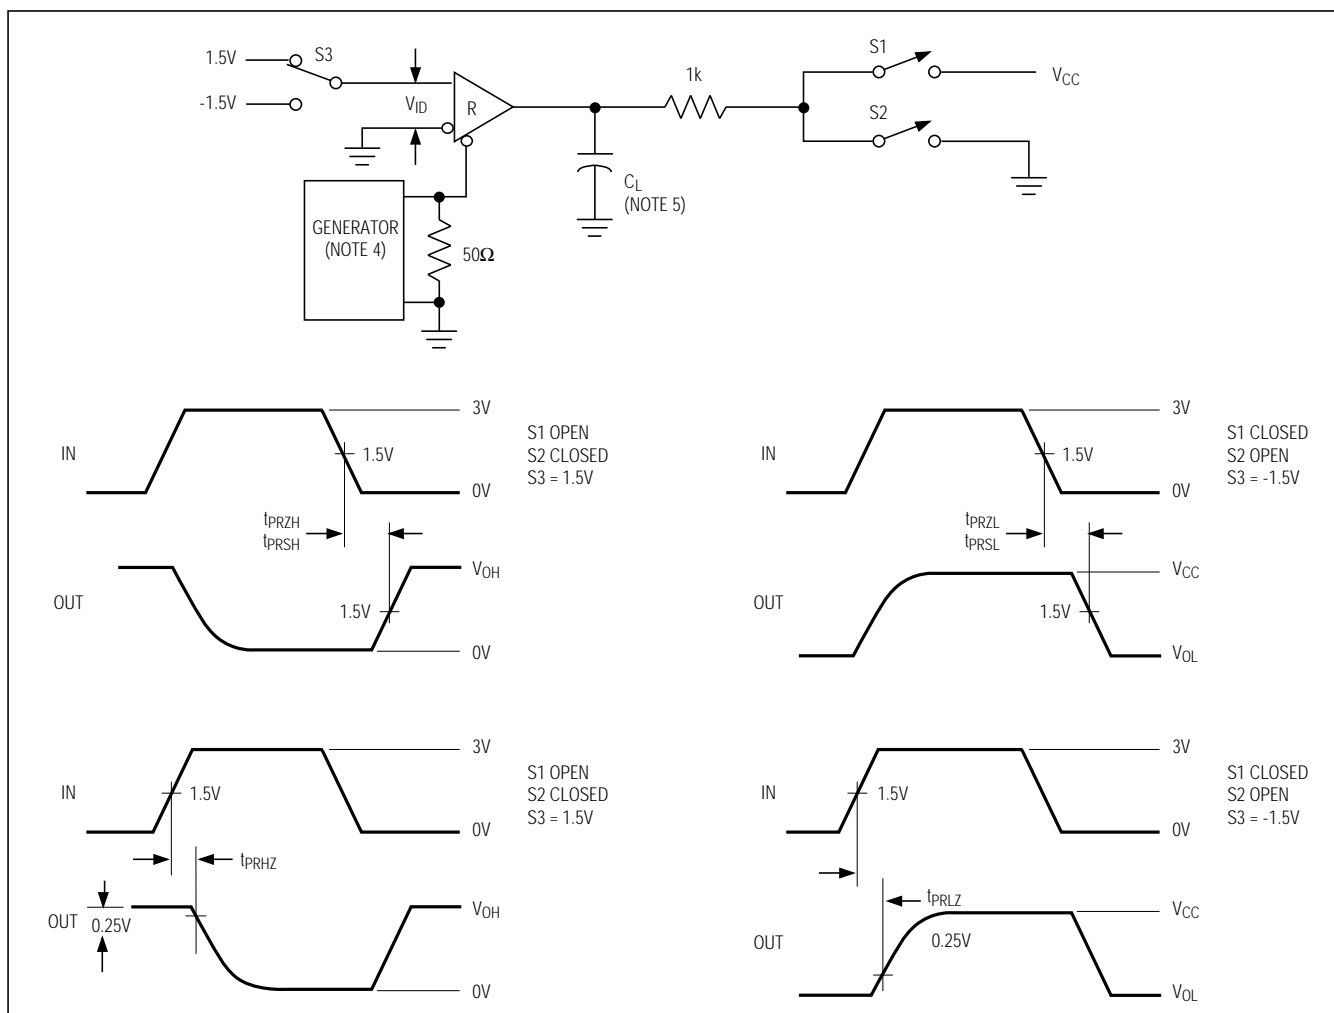 1.5V
S3
-1.5V
VID
R
1k
S1
VCC
S2
CL
(NOTE 5)
GENERATOR
(NOTE 4)
50Ω
IN
3V
1.5V
0V
S1 OPEN
S2 CLOSED
S3 = 1.5V
tPRZH
tPRSH
OUT
VOH
1.5V
0V
IN
3V
1.5V
0V
S1 CLOSED
S2 OPEN
S3 = -1.5V
tPRZL
tPRSL
OUT
VCC
1.5V
VOL
IN
3V
1.5V
0V
S1 OPEN
S2 CLOSED
S3 = 1.5V
tPRHZ
OUT
0.25V
VOH
0V
IN
3V
1.5V
0V
S1 CLOSED
S2 OPEN
S3 = -1.5V
tPRLZ
OUT
0.25V
VCC
VOL